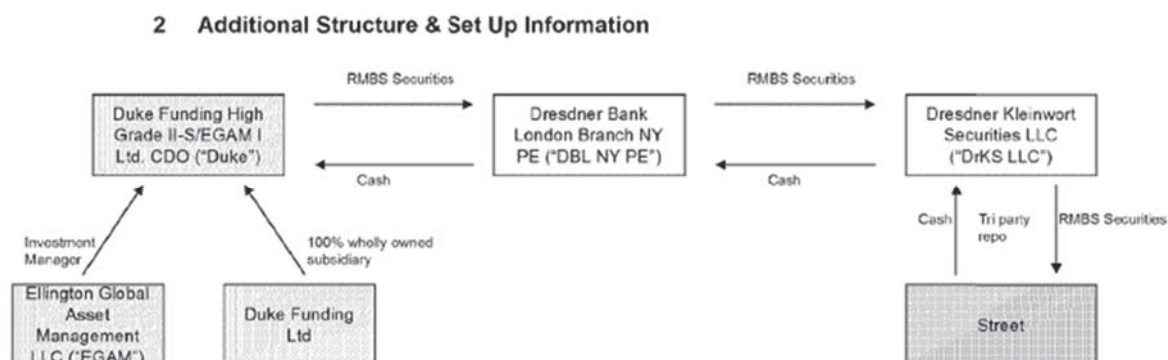 2 Additional Structure & Set Up Information
RMBS Securities
RMBS Securities
Duke Funding High
Grade II-S/EGAM I
Ltd. CDO ("Duke")
Dresdner Bank
London Branch NY
PE ("DBL NY PE")
Dresdner Kleinwort
Securities LLC
("DrKS LLC")
Cash
Cash
Investment
Manager
100% wholly owned
subsidiary
Cash
Tri party
repo
RMBS Securities
Ellington Global
Asset
Management
LLC ("EGAM")
Duke Funding
Ltd
Street